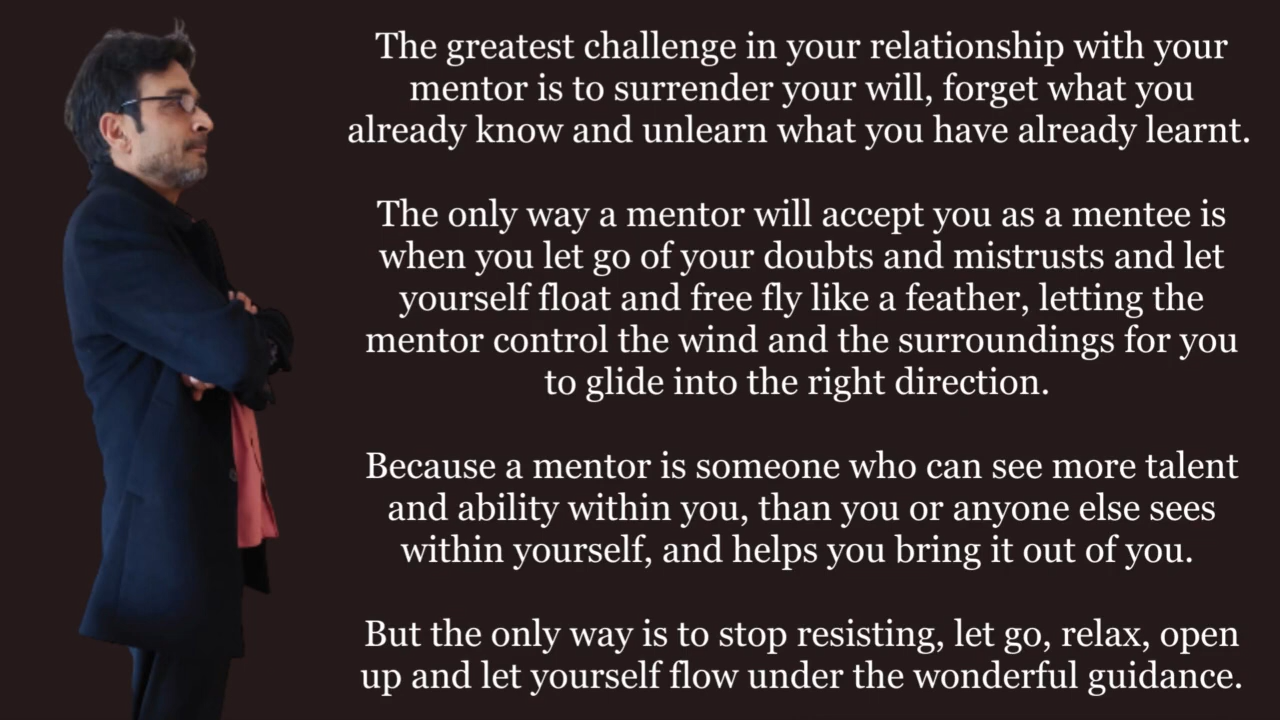 The greatest challenge in your relationship with your
mentor is to surrender your will, forget what you
already know and unlearn what you have already learnt.
The only way a mentor will accept you as a mentee is
when you let go of your doubts and mistrusts and let
yourself float and free fly like a feather, letting the
mentor control the wind and the surroundings for you
to glide into the right direction.
Because a mentor is someone who can see more talent
and ability within you, than you or anyone else sees
within yourself, and helps you bring it out of you.
But the only way is to stop resisting, let go, relax, open
up and let yourself flow under the wonderful guidance.